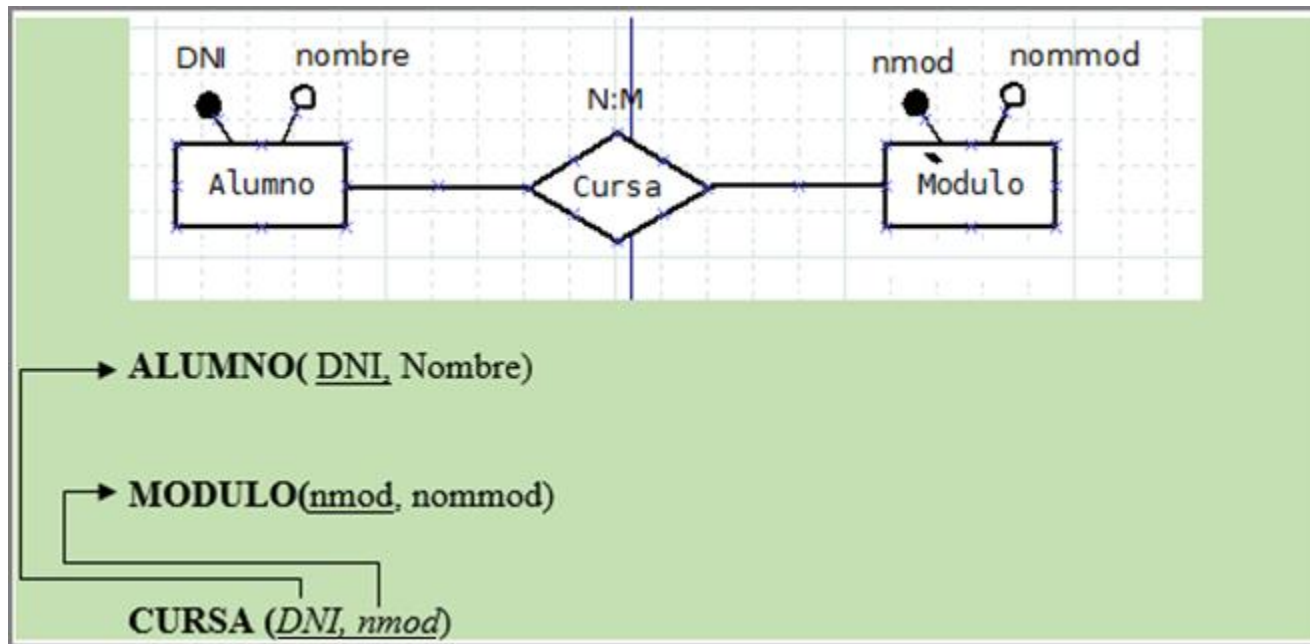 DNI nombre nmod nommod
N:M
Alumno Cursa Modulo
ALUMNO( DNI, Nombre)
MODULO(nmod, nommod)
CURSA (DNI, nmod)